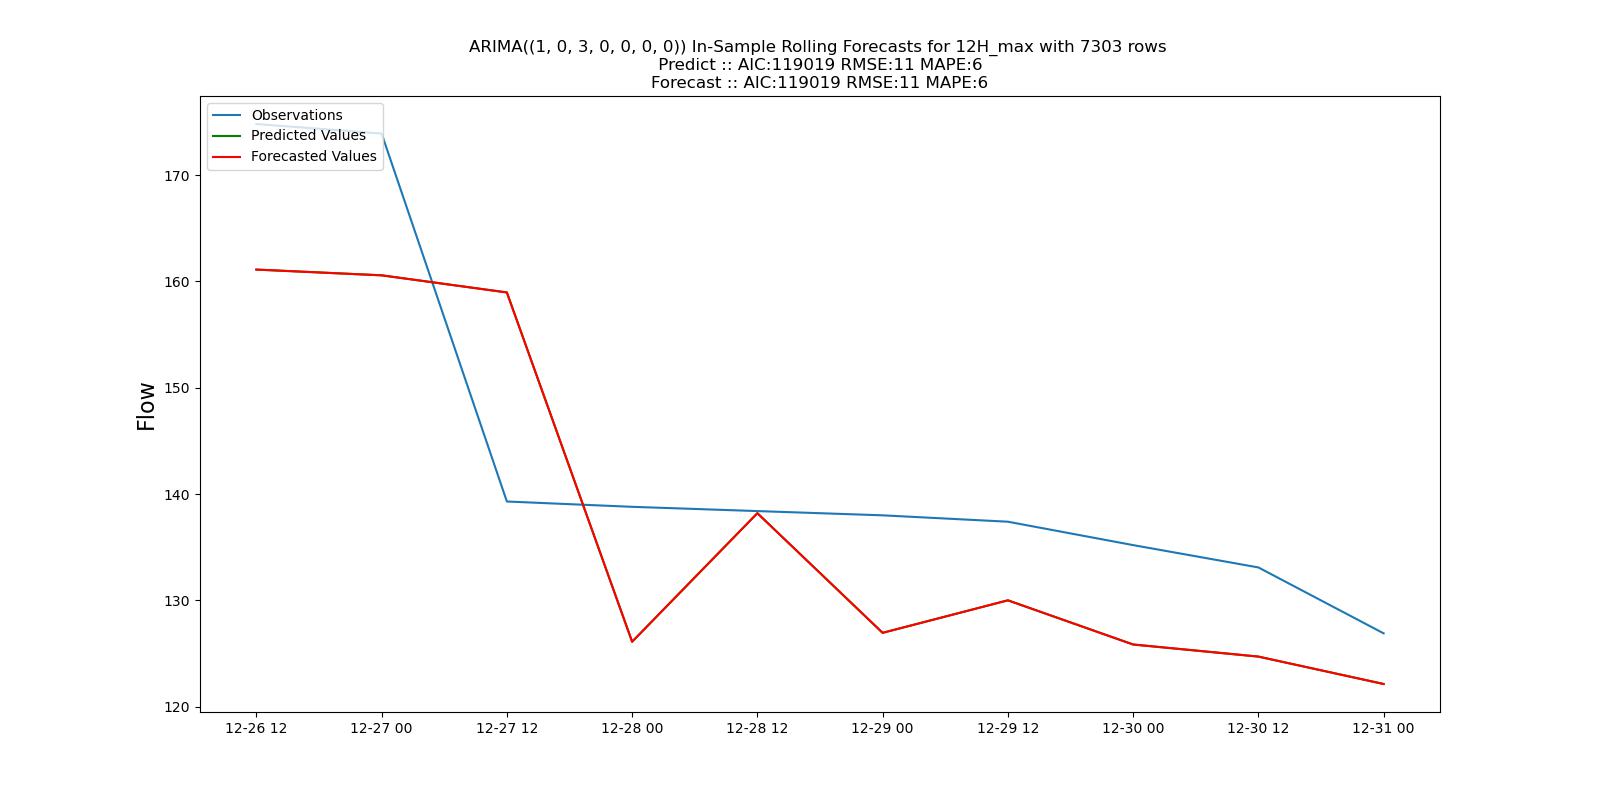 ARIMA((1, 0, 3, 0, 0, 0, 0)) In-Sample Rolling Forecasts for 12H_max with 7303 rows
Predict :: AIC:119019 RMSE:11 MAPE:6
Forecast :: AIC:119019 RMSE:11 MAPE:6
Observations
Predicted Values
Forecasted Values
Flow
170
160
150
140
130
120
12-26 12
12-27 00
12-27 12
12-28 00
12-28 12
12-29 00
12-29 12
12-30 00
12-30 12
12-31 00